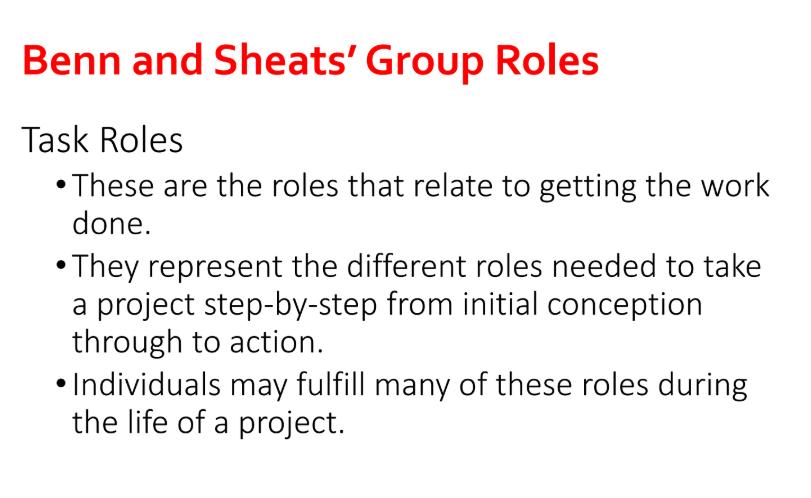 Benn and Sheats’ Group Roles
Task Roles
•These are the roles that relate to getting the work
done.
•They represent the different roles needed to take
a project step-by-step from initial conception
through to action.
•Individuals may fulfill many of these roles during
the life of a project.